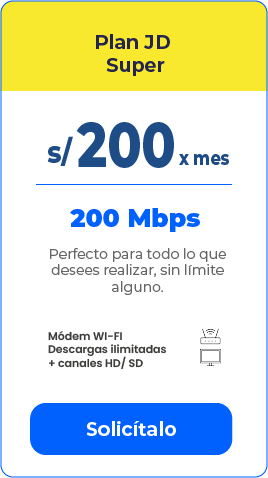 Plan JD
Super
s/200 x mes
200 Mbps
Perfecto para todo lo que
desees realizar, sin límite
alguno.
Módem WI-FI
Descargas ilimitadas
+ canales HD/ SD
Solicítalo